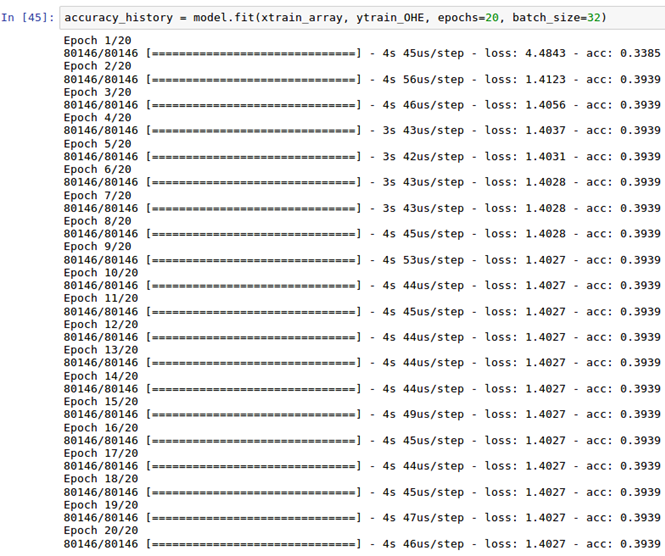 In [45]: accuracy_history = model.fit(xtrain_array, ytrain_OHE, epochs=20, batch_size=32)
Epoch 1/20
80146/80146 [==============================] - 4s 45us/step - loss: 4.4843 - acc: 0.3385
Epoch 2/20
80146/80146 [==============================] - 4s 56us/step - loss: 1.4123 - acc: 0.3939
Epoch 3/20
80146/80146 [==============================] - 4s 46us/step - loss: 1.4056 - acc: 0.3939
Epoch 4/20
80146/80146 [==============================] - 3s 43us/step - loss: 1.4037 - acc: 0.3939
Epoch 5/20
80146/80146 [==============================] - 3s 42us/step - loss: 1.4031 - acc: 0.3939
Epoch 6/20
80146/80146 [==============================] - 3s 43us/step - loss: 1.4028 - acc: 0.3939
Epoch 7/20
80146/80146 [==============================] - 3s 43us/step - loss: 1.4028 - acc: 0.3939
Epoch 8/20
80146/80146 [==============================] - 4s 45us/step - loss: 1.4028 - acc: 0.3939
Epoch 9/20
80146/80146 [==============================] - 4s 53us/step - loss: 1.4027 - acc: 0.3939
Epoch 10/20
80146/80146 [==============================] - 4s 44us/step - loss: 1.4027 - acc: 0.3939
Epoch 11/20
80146/80146 [==============================] - 4s 45us/step - loss: 1.4027 - acc: 0.3939
Epoch 12/20
80146/80146 [==============================] - 4s 44us/step - loss: 1.4027 - acc: 0.3939
Epoch 13/20
80146/80146 [==============================] - 4s 44us/step - loss: 1.4027 - acc: 0.3939
Epoch 14/20
80146/80146 [==============================] - 4s 44us/step - loss: 1.4027 - acc: 0.3939
Epoch 15/20
80146/80146 [==============================] - 4s 49us/step - loss: 1.4027 - acc: 0.3939
Epoch 16/20
80146/80146 [==============================] - 4s 45us/step - loss: 1.4027 - acc: 0.3939
Epoch 17/20
80146/80146 [==============================] - 4s 44us/step - loss: 1.4027 - acc: 0.3939
Epoch 18/20
80146/80146 [==============================] - 4s 45us/step - loss: 1.4027 - acc: 0.3939
Epoch 19/20
80146/80146 [==============================] - 4s 47us/step - loss: 1.4027 - acc: 0.3939
Epoch 20/20
80146/80146 [==============================] - 4s 46us/step - loss: 1.4027 - acc: 0.3939